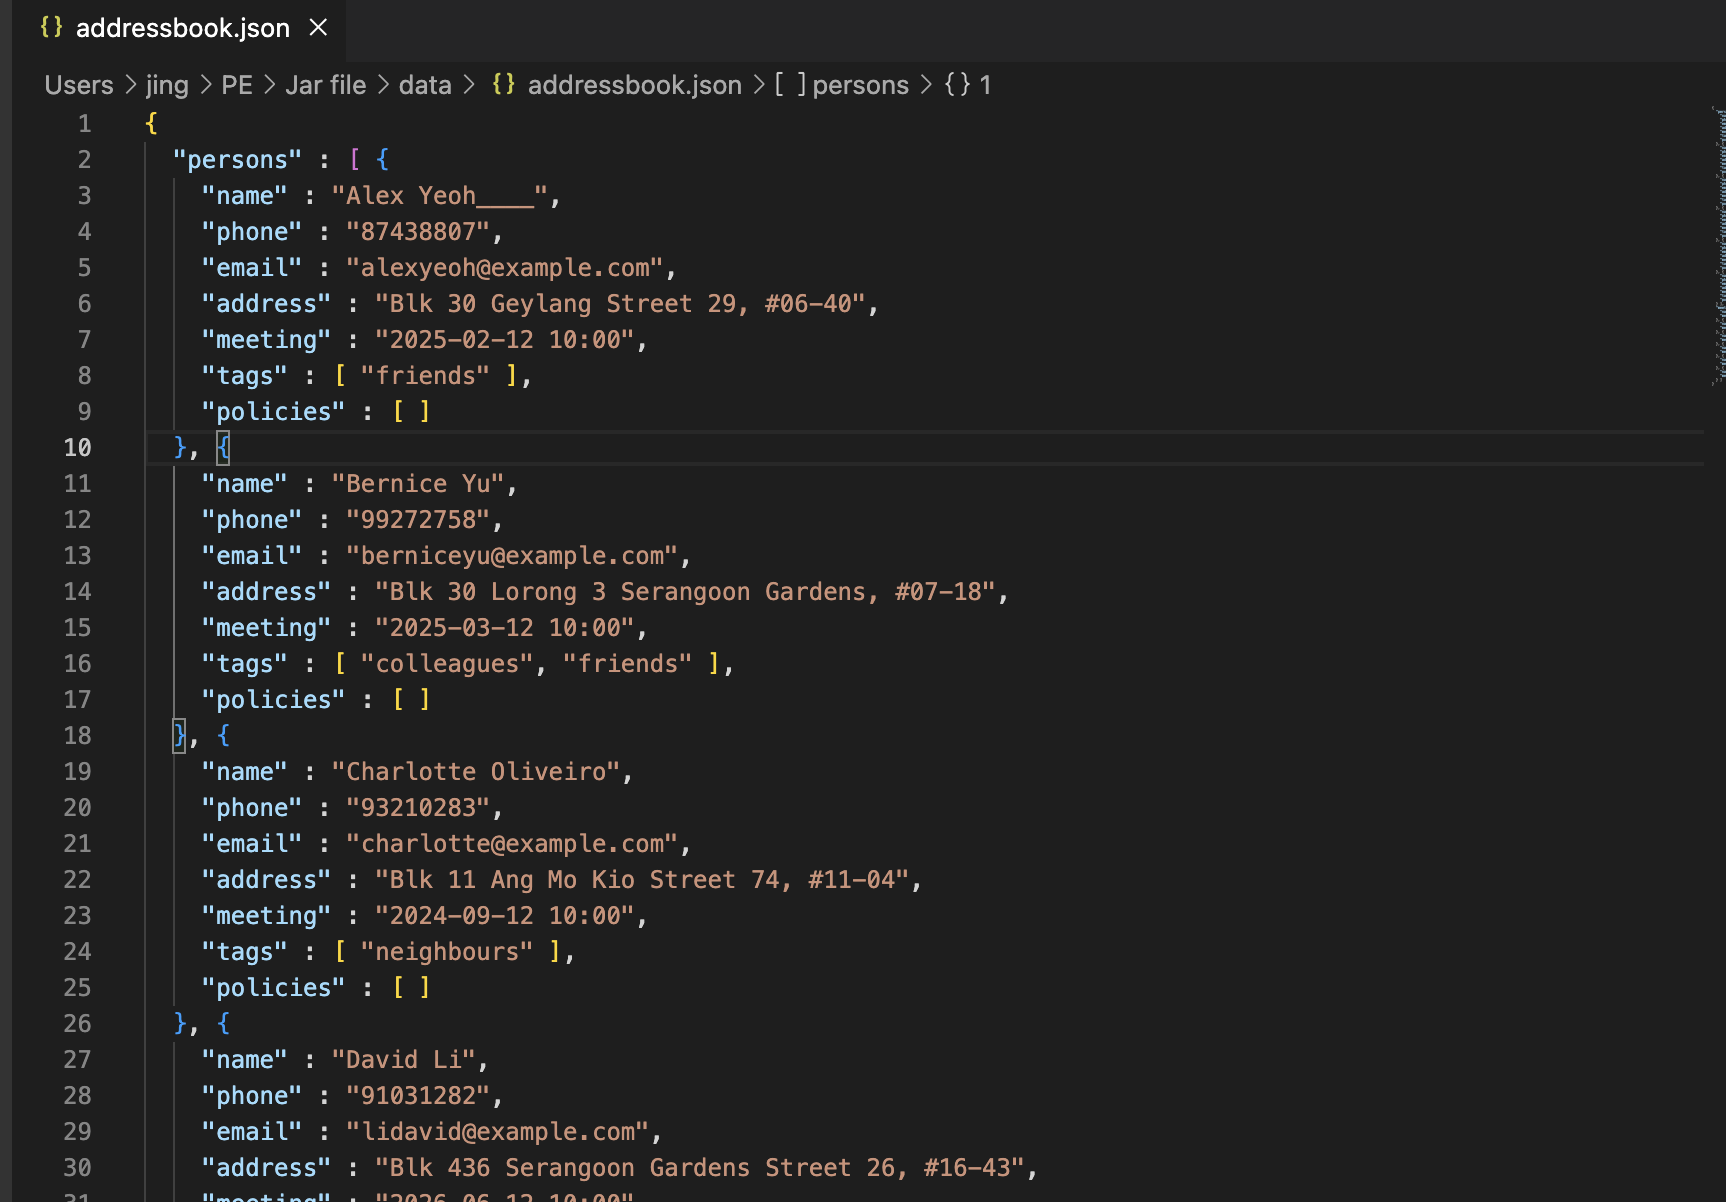 {} addressbook.json ×
Users > jing > PE > Jar file > data > {} addressbook.json > [ ] persons > {} 1
1 {
2 "persons" : [ {
3 "name" : "Alex Yeoh____",
4 "phone" : "87438807",
5 "email" : "alexyeoh@example.com",
6 "address" : "Blk 30 Geylang Street 29, #06-40",
7 "meeting" : "2025-02-12 10:00",
8 "tags" : [ "friends" ],
9 "policies" : [ ]
10 }, {
11 "name" : "Bernice Yu",
12 "phone" : "99272758",
13 "email" : "berniceyu@example.com",
14 "address" : "Blk 30 Lorong 3 Serangoon Gardens, #07-18",
15 "meeting" : "2025-03-12 10:00",
16 "tags" : [ "colleagues", "friends" ],
17 "policies" : [ ]
18 }, {
19 "name" : "Charlotte Oliveiro",
20 "phone" : "93210283",
21 "email" : "charlotte@example.com",
22 "address" : "Blk 11 Ang Mo Kio Street 74, #11-04",
23 "meeting" : "2024-09-12 10:00",
24 "tags" : [ "neighbours" ],
25 "policies" : [ ]
26 }, {
27 "name" : "David Li",
28 "phone" : "91031282",
29 "email" : "lidavid@example.com",
30 "address" : "Blk 436 Serangoon Gardens Street 26, #16-43",
31 "meeting" : "2026-06-12 10:00"